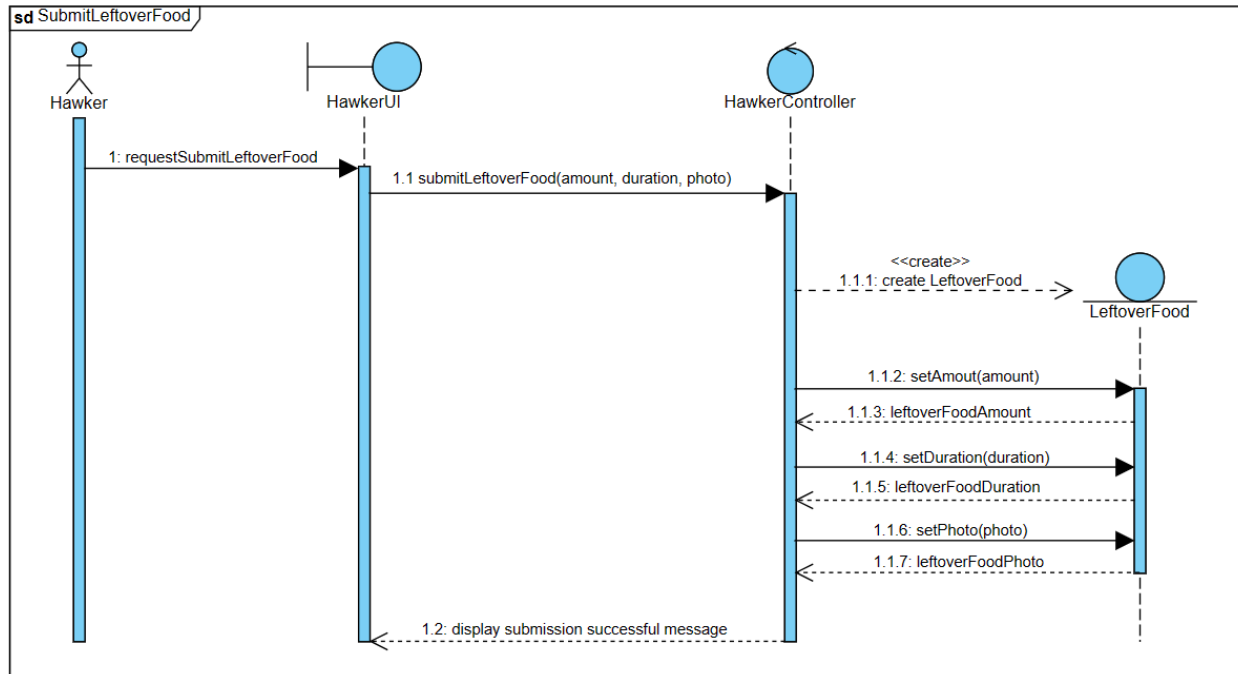 sd SubmitLeftoverFood
Hawker
HawkerUI
HawkerController
1: requestSubmitLeftoverFood
1.1 submitLeftoverFood(amount, duration, photo)
<<create>>
1.1.1: create LeftoverFood
LeftoverFood
1.1.2: setAmout(amount)
1.1.3: leftoverFoodAmount
1.1.4: setDuration(duration)
1.1.5: leftoverFoodDuration
1.1.6: setPhoto(photo)
1.1.7: leftoverFoodPhoto
1.2: display submission successful message